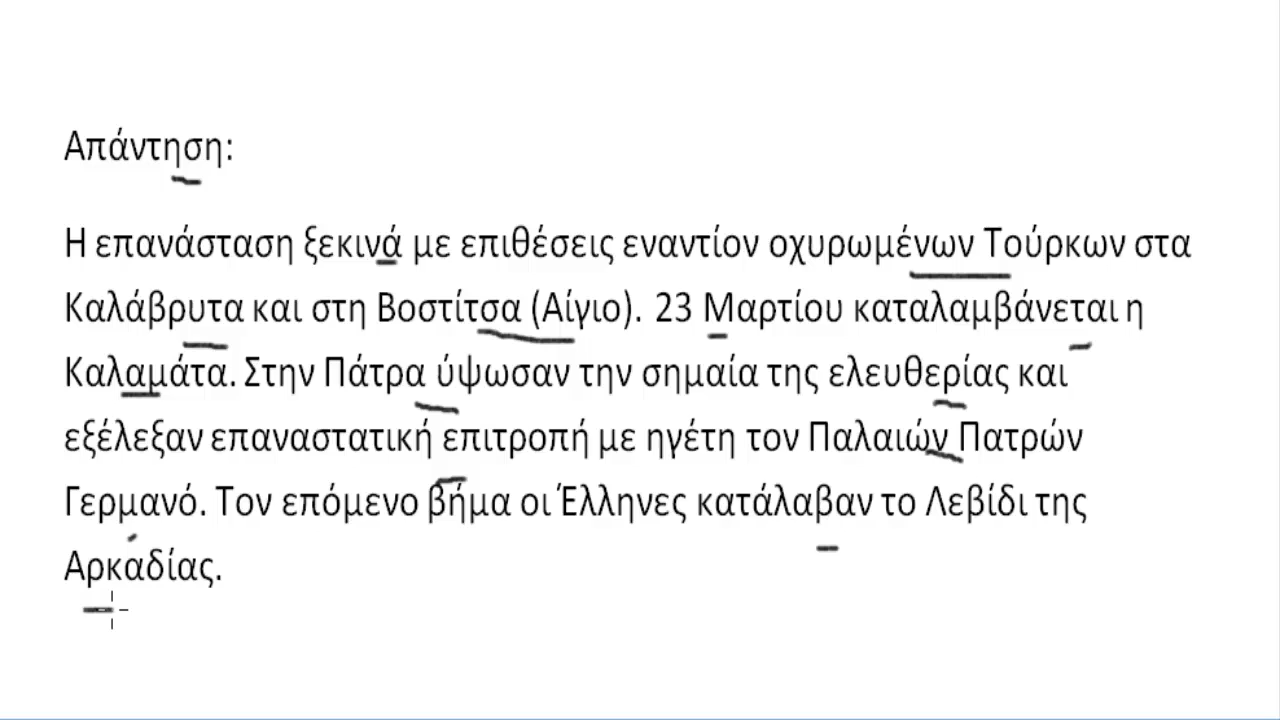 Απάντηση:
Η επανάσταση ξεκινά με επιθέσεις εναντίον οχυρωμένων Τούρκων στα
Καλάβρυτα και στη Βοστίτσα (Αίγιο). 23 Μαρτίου καταλαμβάνεται η
Καλαμάτα. Στην Πάτρα ύψωσαν την σημαία της ελευθερίας και
εξέλεξαν επαναστατική επιτροπή με ηγέτη τον Παλαιών Πατρών
Γερμανό. Τον επόμενο βήμα οι Έλληνες κατάλαβαν το Λεβίδι της
Αρκαδίας.